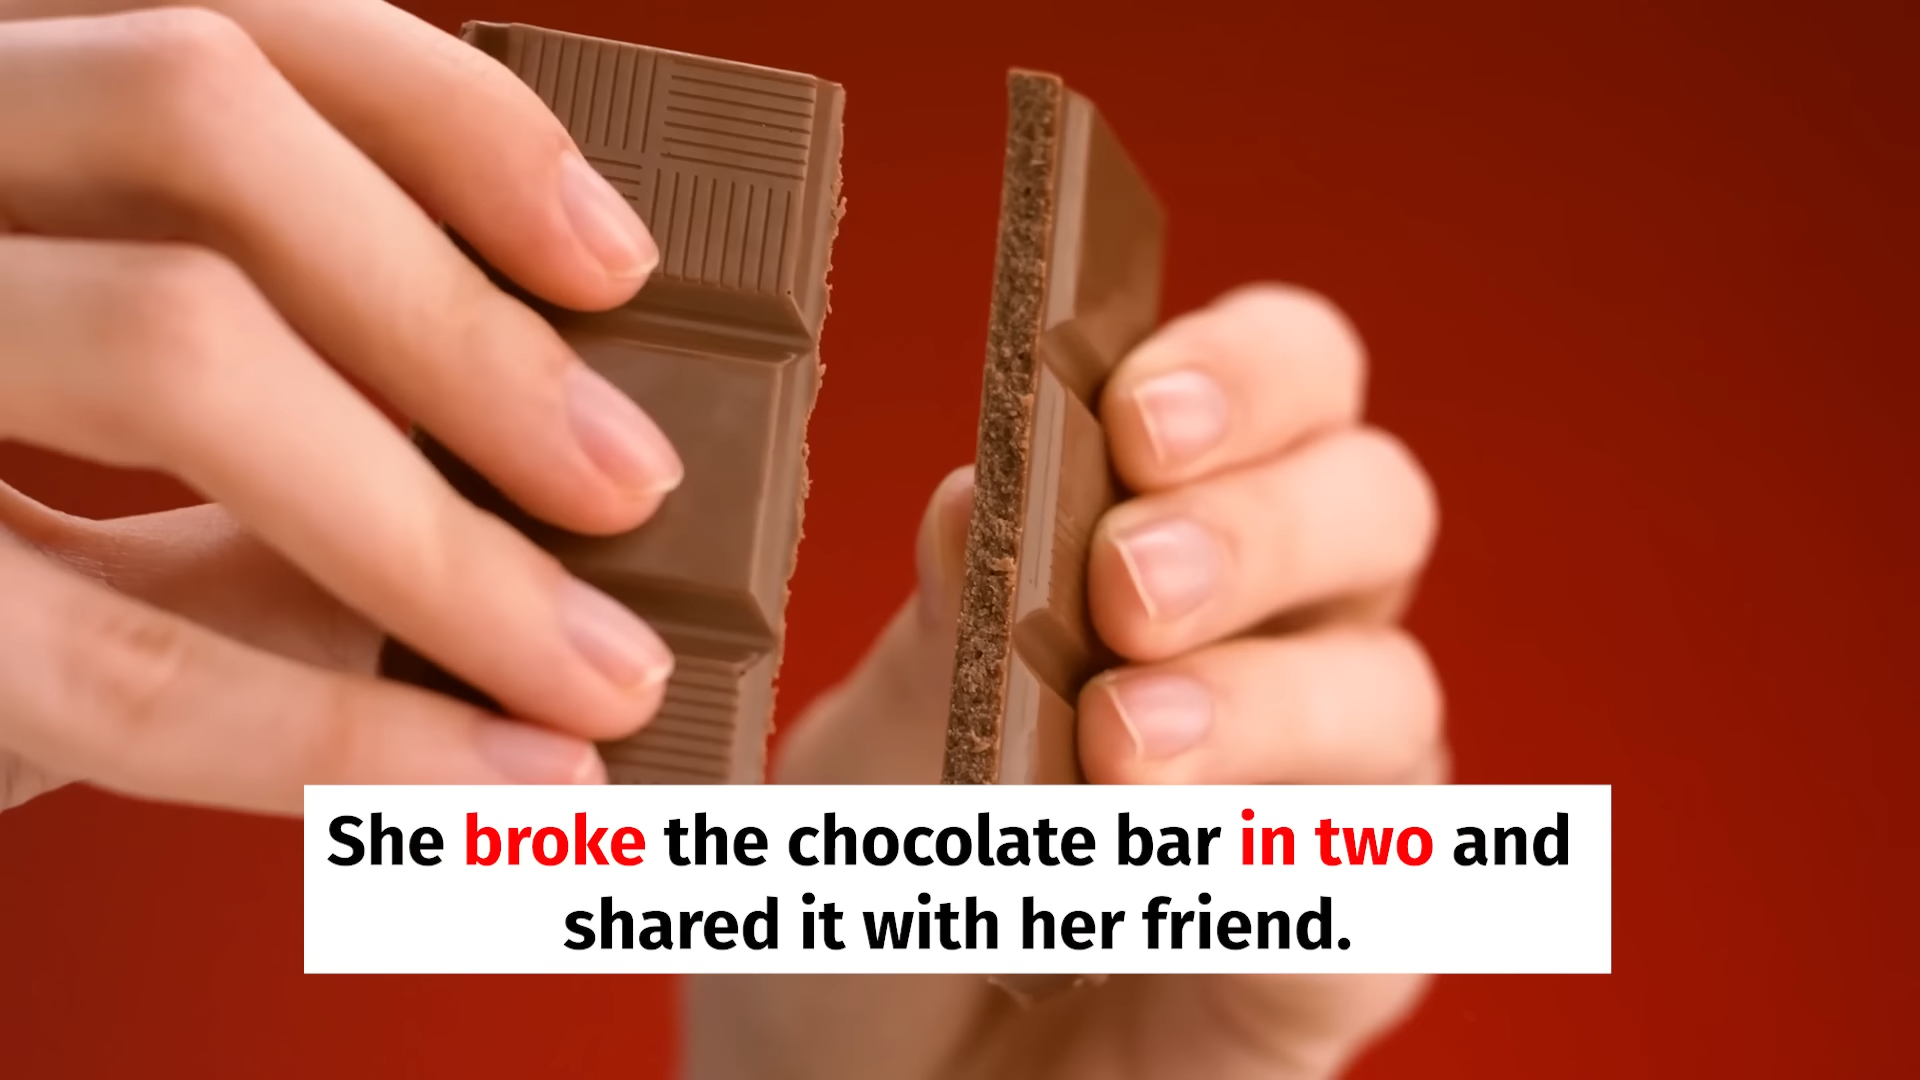 She broke the chocolate bar in two and
shared it with her friend.